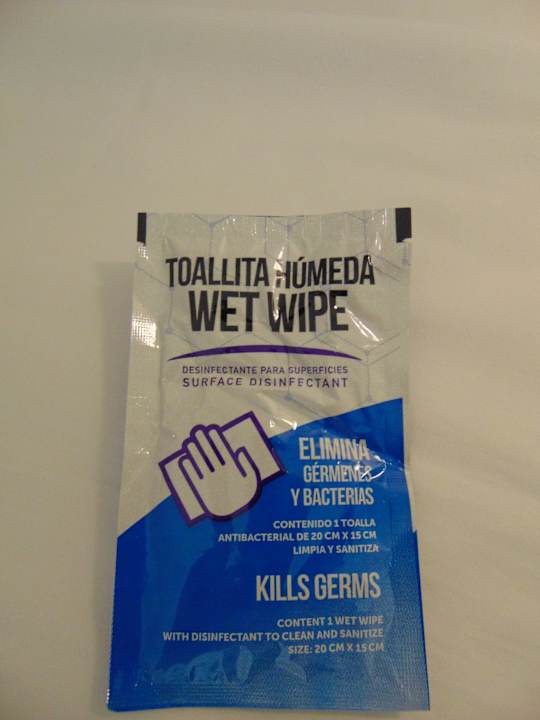 TOALLITA HÚMEDA
WET WIPE
DESINFECTANTE PARA SUPERFICIES
SURFACE DISINFECTANT
ELIMINA
GÉRMENES
Y BACTERIAS
CONTENIDO 1 TOALLA
ANTIBACTERIAL DE 20 CM X 15 CM
LIMPIA Y SANITIZA
KILLS GERMS
CONTENT 1 WET WIPE
WITH DISINFECTANT TO CLEAN AND SANITIZE
SIZE: 20 CM X 15 CM